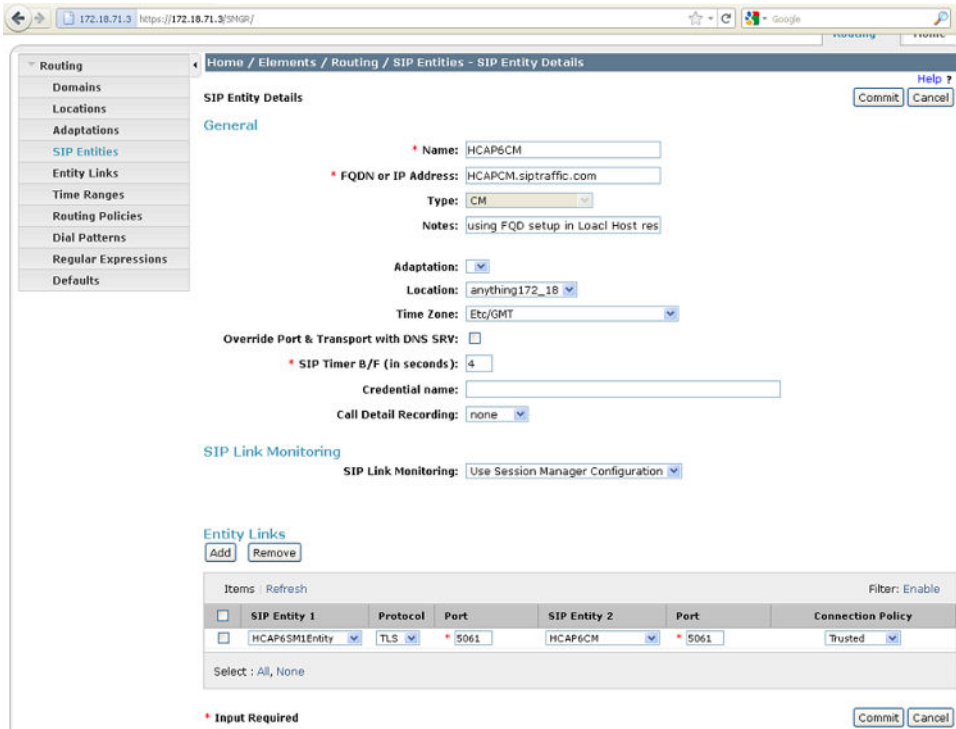 172.18.71.3 https://172.18.71.3/SMGR/
Google
Routing Home
Routing
Domains
Locations
Adaptations
SIP Entities
Entity Links
Time Ranges
Routing Policies
Dial Patterns
Regular Expressions
Defaults
Home / Elements / Routing / SIP Entities - SIP Entity Details
Help ?
SIP Entity Details
Commit Cancel
General
* Name: HCAP6CM
* FQDN or IP Address: HCAPCM.siptraffic.com
Type: CM
Notes: using FQD setup in Loacl Host res
Adaptation:
Location: anything172_18
Time Zone: Etc/GMT
Override Port & Transport with DNS SRV:
* SIP Timer B/F (in seconds): 4
Credential name:
Call Detail Recording: none
SIP Link Monitoring
SIP Link Monitoring: Use Session Manager Configuration
Entity Links
Add Remove
Items | Refresh Filter: Enable
SIP Entity 1 Protocol Port SIP Entity 2 Port Connection Policy
HCAP6SM1Entity TLS * 5061 HCAP6CM * 5061 Trusted
Select : All, None
* Input Required
Commit Cancel